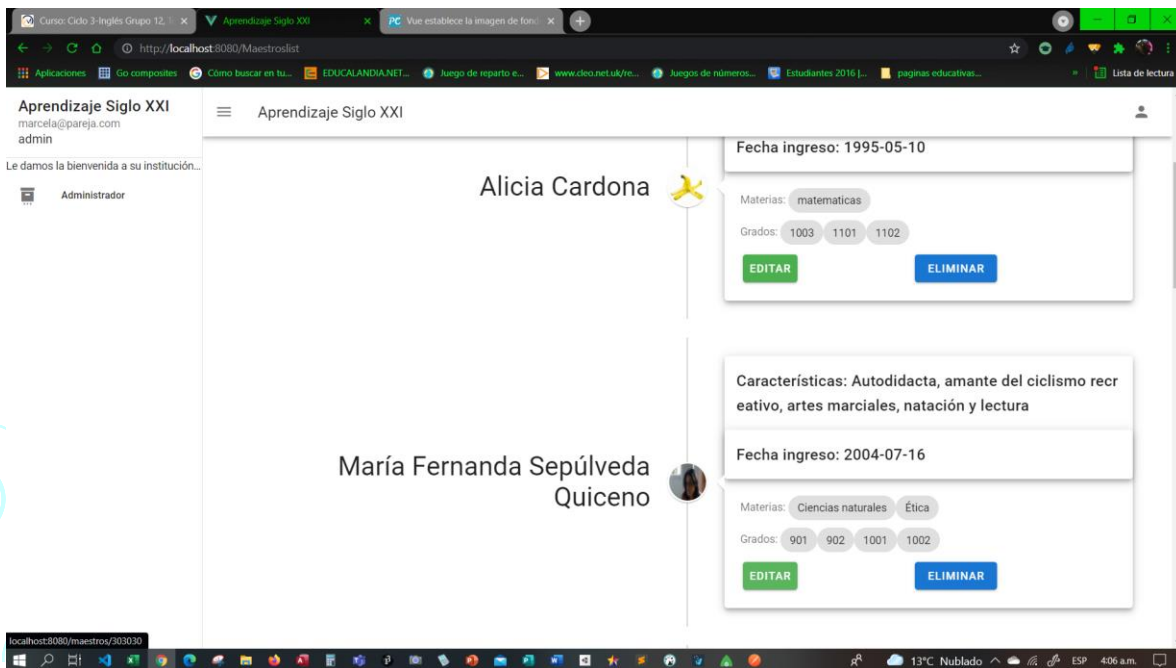 Curso: Ciclo 3-Inglés Grupo 12,
Aprendizaje Siglo XXI
Vue establece la imagen de fond
http://localhost:8080/Maestroslist
Aplicaciones
Go composites
Cómo buscar en tu...
EDUCALANDIA.NET...
Juego de reparto e...
www.cleo.net.uk/re...
Juegos de números...
Estudiantes 2016 |...
paginas educativas...
Lista de lectura
Aprendizaje Siglo XXI
marcela@pareja.com
admin
Le damos la bienvenida a su institución...
Administrador
Aprendizaje Siglo XXI
Fecha ingreso: 1995-05-10
Alicia Cardona
Materias: matematicas
Grados: 1003 1101 1102
EDITAR ELIMINAR
Características: Autodidacta, amante del ciclismo recr
eativo, artes marciales, natación y lectura
Fecha ingreso: 2004-07-16
María Fernanda Sepúlveda
Quiceno
Materias: Ciencias naturales Ética
Grados: 901 902 1001 1002
EDITAR ELIMINAR
localhost:8080/maestros/303030
13°C Nublado ESP 4:06 a.m.